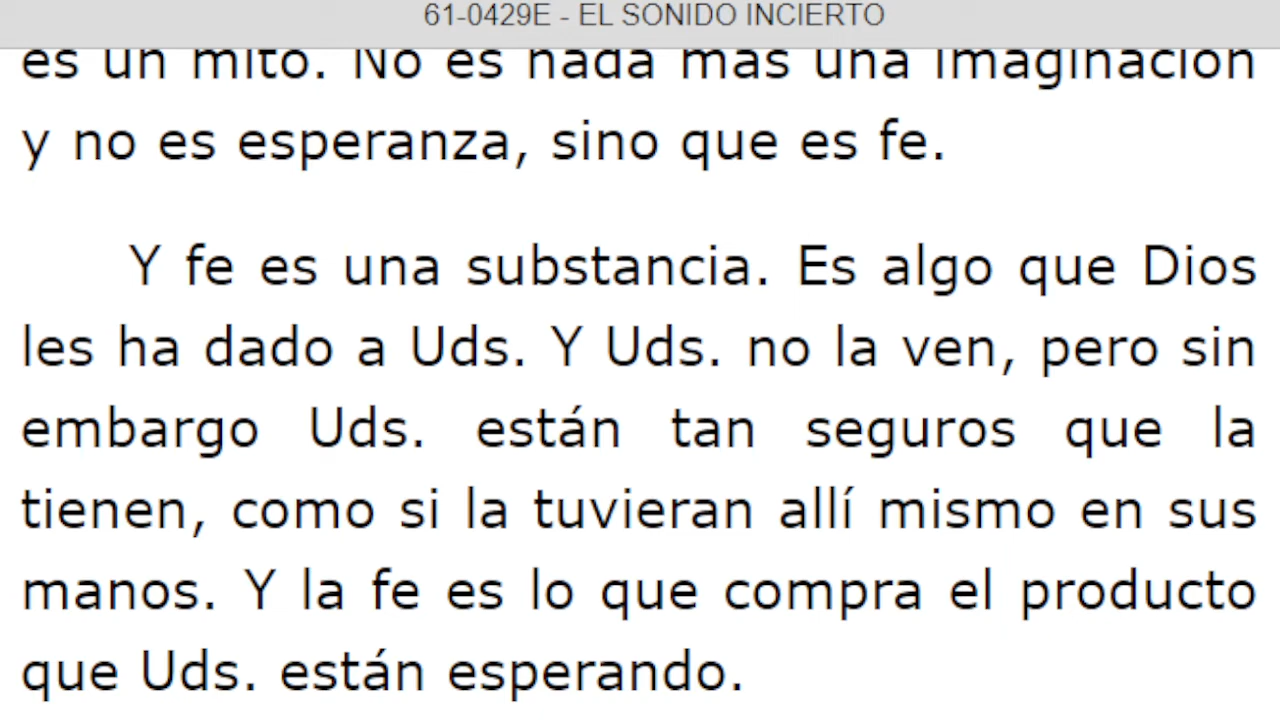 61-0429E - EL SONIDO INCIERTO
es un mito. No es nada más una imaginación
y no es esperanza, sino que es fe.
Y fe es una substancia. Es algo que Dios
les ha dado a Uds. Y Uds. no la ven, pero sin
embargo Uds. están tan seguros que la
tienen, como si la tuvieran allí mismo en sus
manos. Y la fe es lo que compra el producto
que Uds. están esperando.